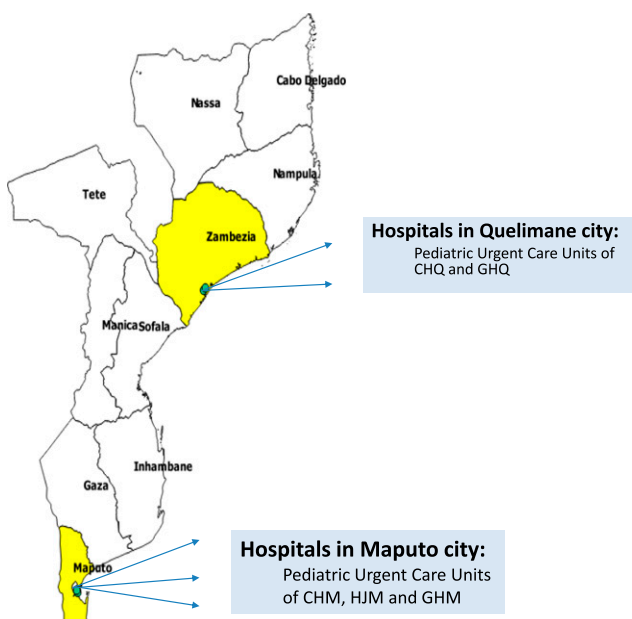 Cabo Delgado
Nassa
Nampula
Tete
Zambezia
Hospitals in Quelimane city:
Pediatric Urgent Care Units of
CHQ and GHQ
Manica Sofala
Inhambane
Gaza
Hospitals in Maputo city:
Pediatric Urgent Care Units
of CHM, HJM and GHM
Maputo